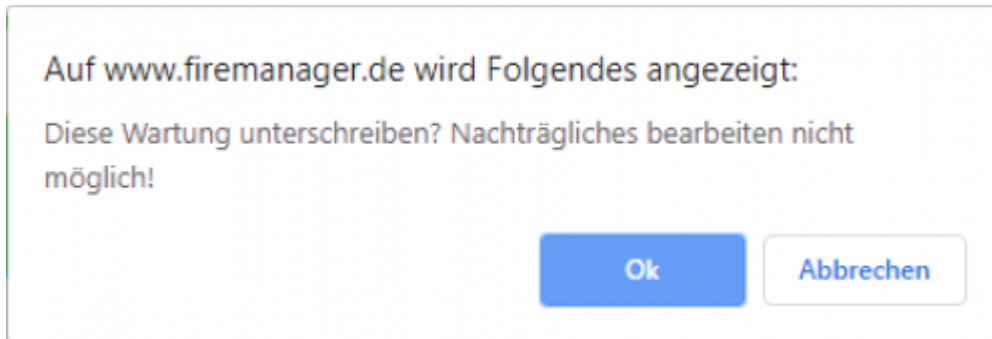 Auf www.firemanager.de wird Folgendes angezeigt:
Diese Wartung unterschreiben? Nachträgliches bearbeiten nicht
möglich!
Ok
Abbrechen